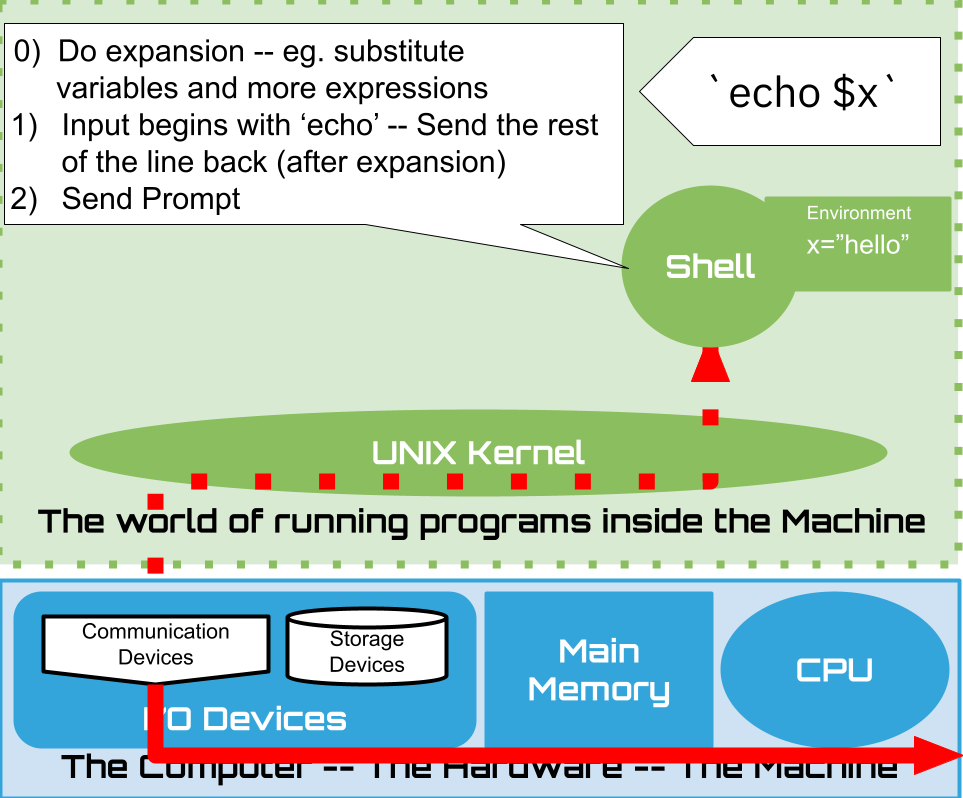 0) Do expansion -- eg. substitute
variables and more expressions
1) Input begins with ‘echo’ -- Send the rest
of the line back (after expansion)
2) Send Prompt
`echo $x`
Environment
x=”hello”
Shell
UNIX Kernel
The world of running programs inside the Machine
Communication
Devices
Storage
Devices
I/O Devices
Main
Memory
CPU
The Computer -- The Hardware -- The Machine